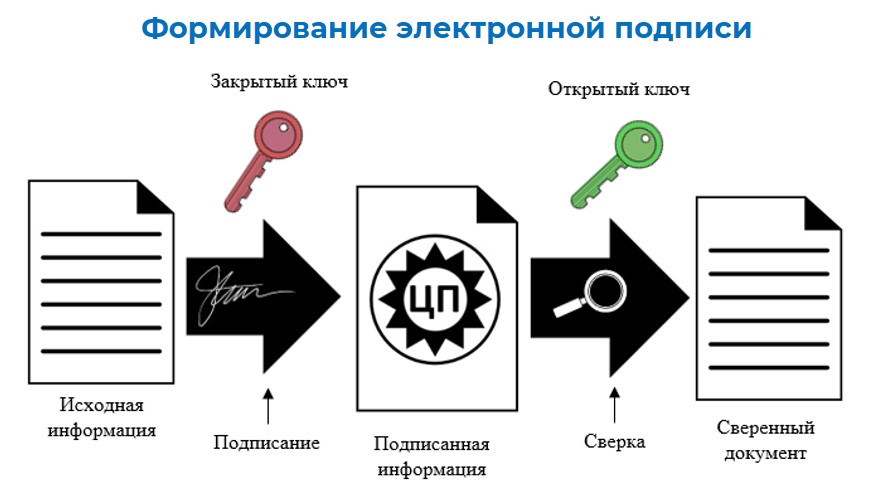 Формирование электронной подписи
Закрытый ключ
Открытый ключ
ЦП
Исходная
информация
Подписание
Подписанная
информация
Сверка
Сверенный
документ